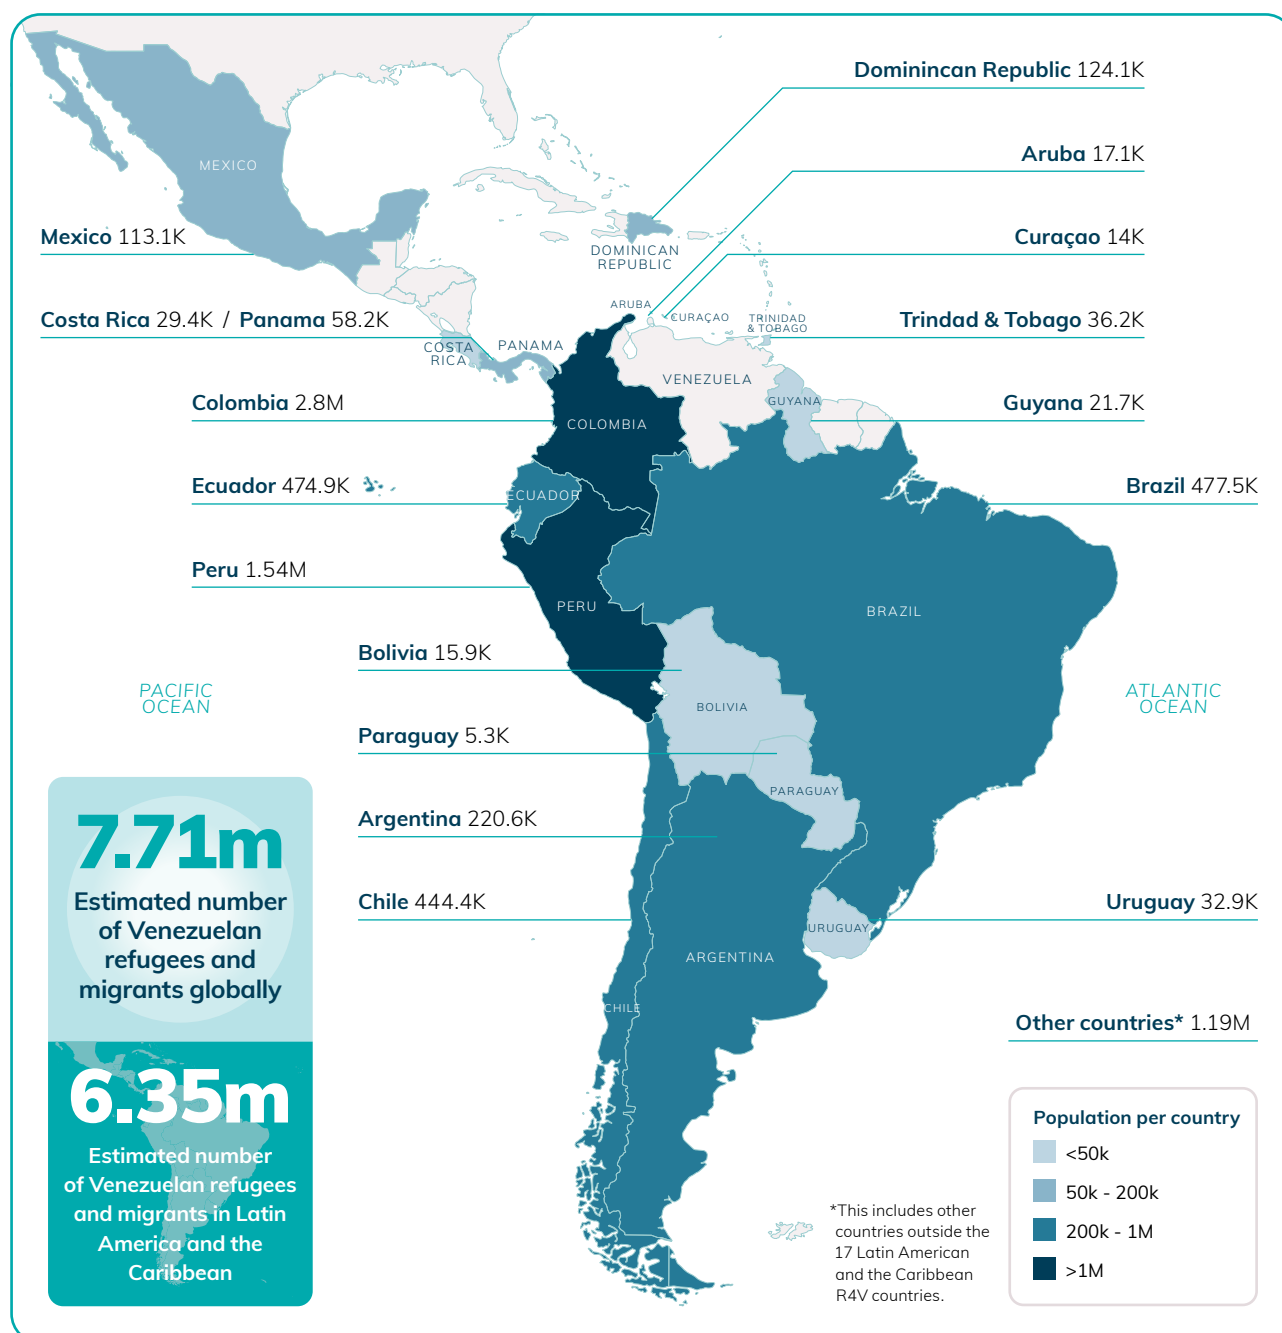 Dominincan Republic 124.1K
Aruba 17.1K
Curaçao 14K
Trindad & Tobago 36.2K
Guyana 21.7K
Brazil 477.5K
Mexico 113.1K
Costa Rica 29.4K / Panama 58.2K
Colombia 2.8M
Ecuador 474.9K
Peru 1.54M
Bolivia 15.9K
Paraguay 5.3K
Argentina 220.6K
Chile 444.4K
Uruguay 32.9K
Other countries* 1.19M
MEXICO
DOMINICAN
REPUBLIC
ARUBA
CURAÇAO
TRINIDAD
& TOBAGO
COSTA
RICA
PANAMA
VENEZUELA
GUYANA
COLOMBIA
ECUADOR
PERU
BRAZIL
BOLIVIA
PARAGUAY
URUGUAY
ARGENTINA
CHILE
PACIFIC
OCEAN
ATLANTIC
OCEAN
7.71m
Estimated number
of Venezuelan
refugees and
migrants globally
6.35m
Estimated number
of Venezuelan refugees
and migrants in Latin
America and the
Caribbean
*This includes other
countries outside the
17 Latin American
and the Caribbean
R4V countries.
Population per country
<50k
50k - 200k
200k - 1M
>1M